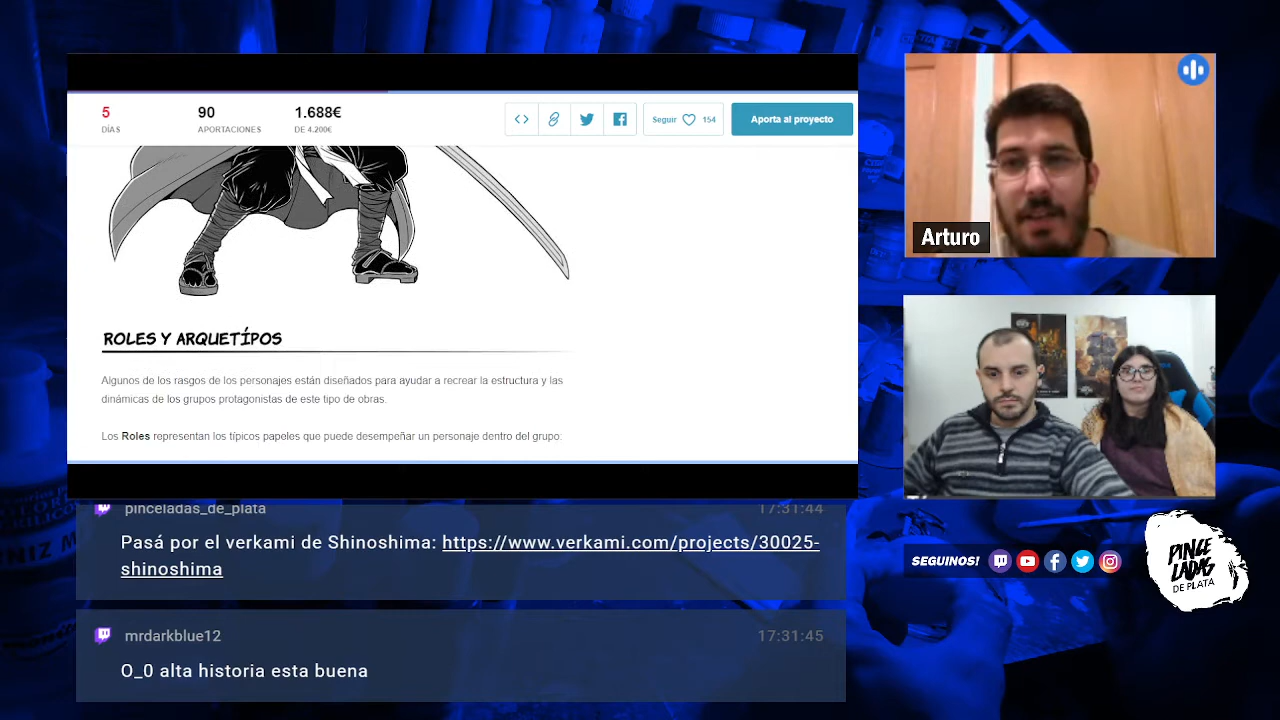 5
DÍAS
90
APORTACIONES
1.688€
DE 4.200€
Seguir
154
Aporta al proyecto
ROLES Y ARQUETÍPOS
Algunos de los rasgos de los personajes están diseñados para ayudar a recrear la estructura y las
dinámicas de los grupos protagonistas de este tipo de obras.
Los Roles representan los típicos papeles que puede desempeñar un personaje dentro del grupo:
Arturo
pinceladas_de_plata
17:31:44
Pasá por el verkami de Shinoshima: https://www.verkami.com/projects/30025-
shinoshima
mrdarkblue12
17:31:45
O_0 alta historia esta buena
SEGUINOS!
PINCE
LADAS
DE PLATA